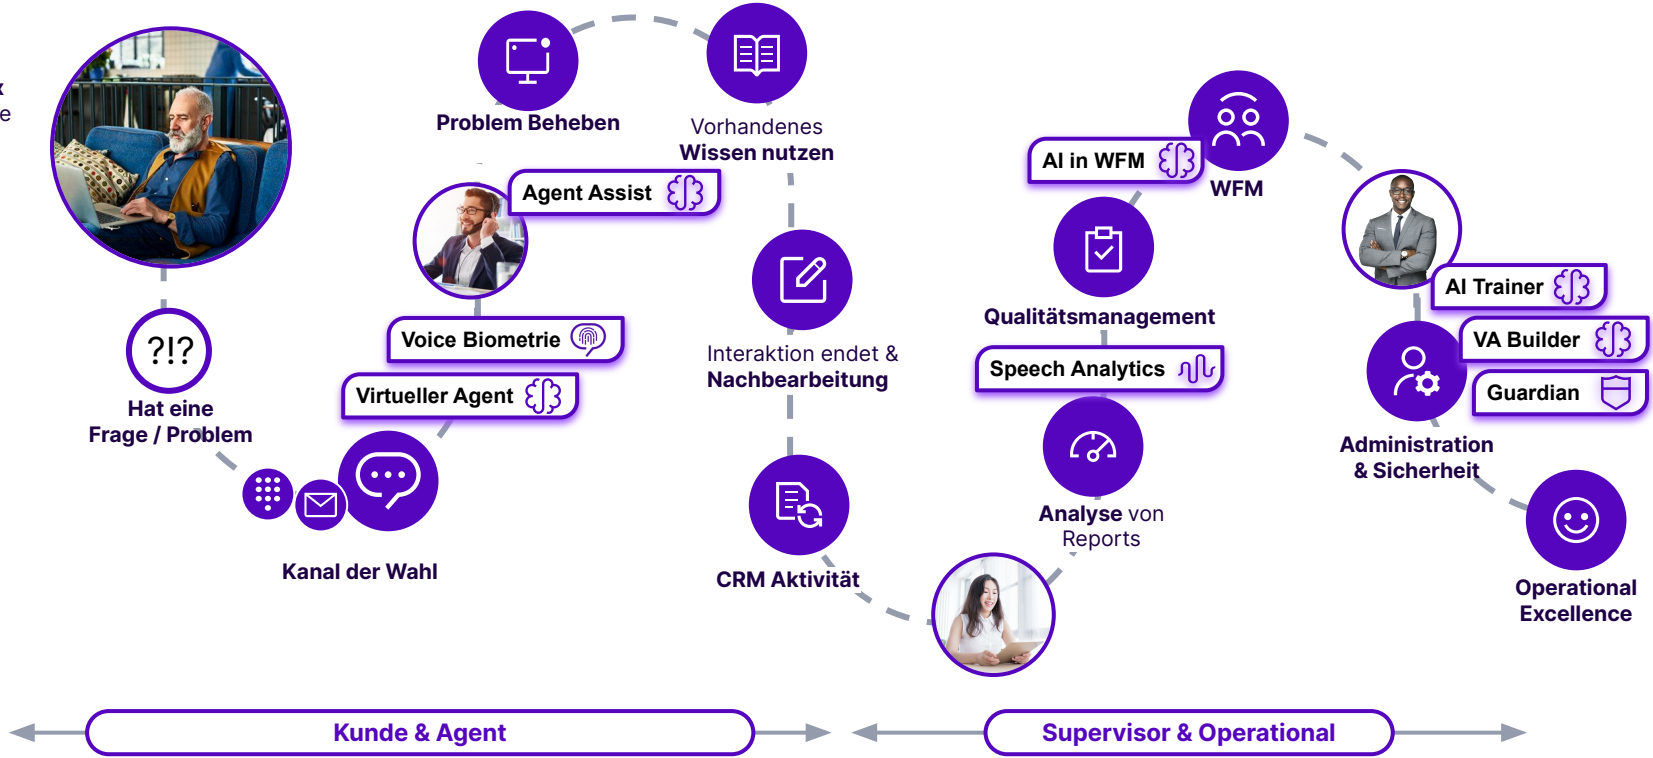 x
e
?!?
Hat eine
Frage / Problem
Kanal der Wahl
Virtueller Agent
Voice Biometrie
Agent Assist
Problem Beheben
Vorhandenes
Wissen nutzen
Interaktion endet &
Nachbearbeitung
CRM Aktivität
Analyse von
Reports
Speech Analytics
Qualitätsmanagement
AI in WFM
WFM
AI Trainer
VA Builder
Guardian
Administration
& Sicherheit
Operational
Excellence
Kunde & Agent
Supervisor & Operational